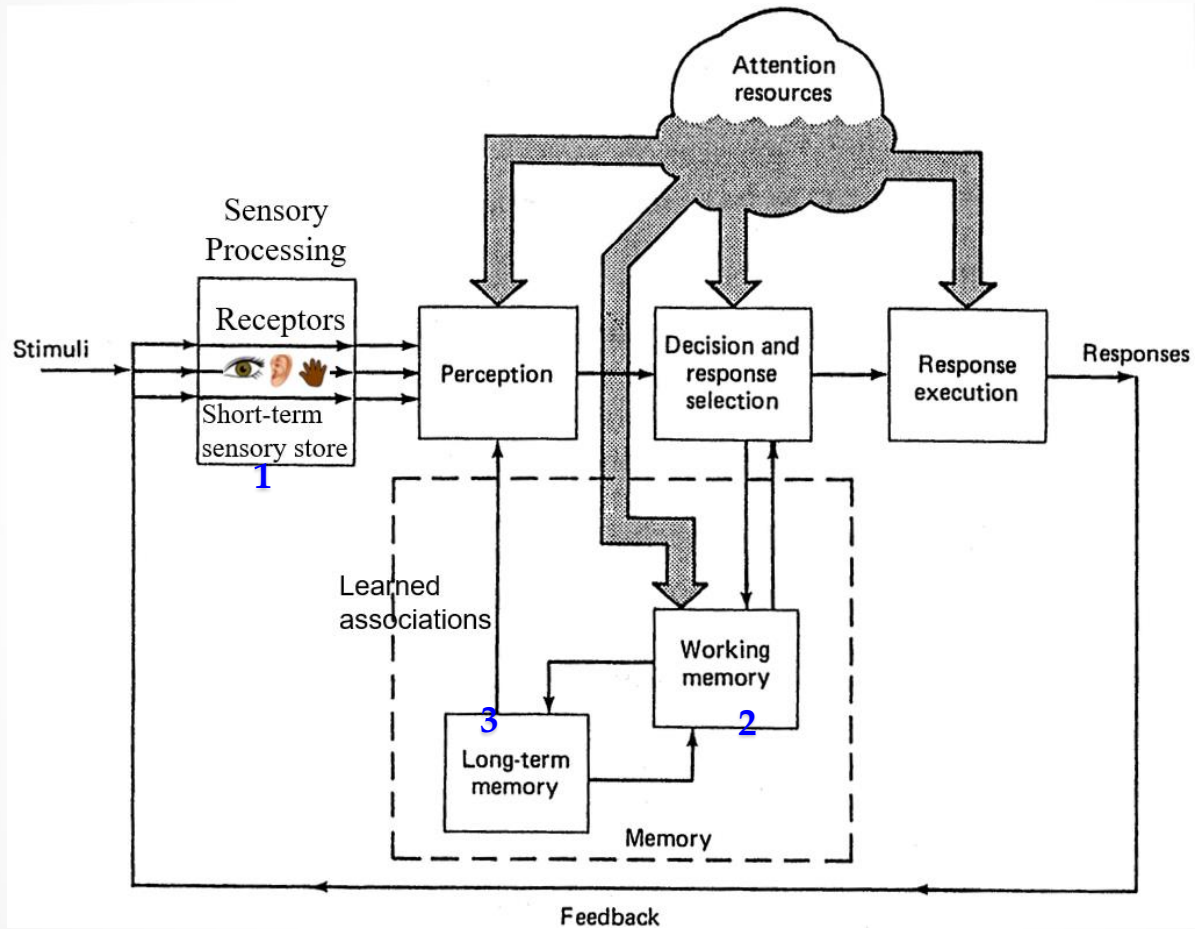 Attention
resources
Sensory
Processing
Receptors
Stimuli
Short-term
sensory store
1
Perception
Decision and
response
selection
Response
execution
Responses
Learned
associations
Working
memory
2
3
Long-term
memory
Memory
Feedback